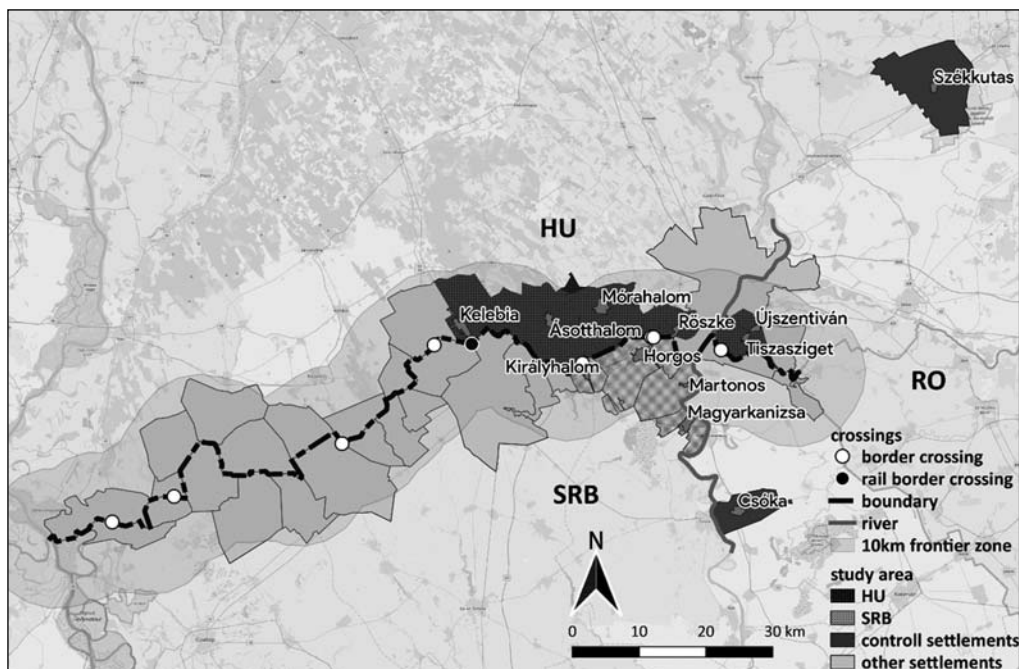 Székkutas
HU
Mórahalom
Kelebia
Ásotthalom
Röszke
Újszentiván
Királyhalom
Horgos
Tiszasziget
Martonos
RO
Magyarkanizsa
SRB
Csóka
N
0 10 20 30 km
crossings
border crossing
rail border crossing
boundary
river
10km frontier zone
study area
HU
SRB
controll settlements
other settlements